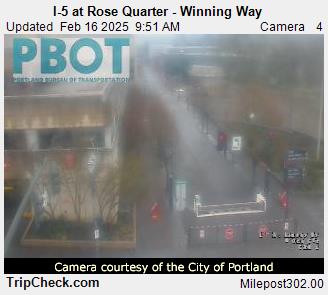 I-5 at Rose Quarter - Winning Way
Updated Feb 16 2025 9:51 AM Camera 4
PBOT
PORTLAND BUREAU OF TRANSPORTATION
Camera courtesy of the City of Portland
TripCheck.com Milepost302.00